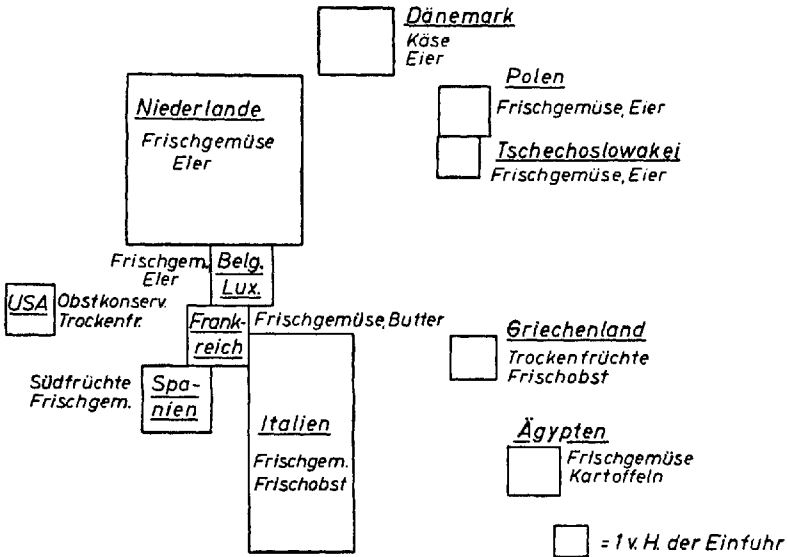 Dänemark
Käse
Eier
Polen
Frischgemüse, Eier
Tschechoslowakei
Frischgemüse, Eier
Niederlande
Frischgemüse
Eier
Frischgem.,
Eier
Belg.
Lux.
USA
Obstkonserv.
Trockenfr.
Frank-
reich
Frischgemüse, Butter
Griechenland
Trockenfrüchte
Frischobst
Südfrüchte
Frischgem.
Spa-
nien
Italien
Frischgem.
Frischobst
Ägypten
Frischgemüse
Kartoffeln
= 1 v. H. der Einfuhr